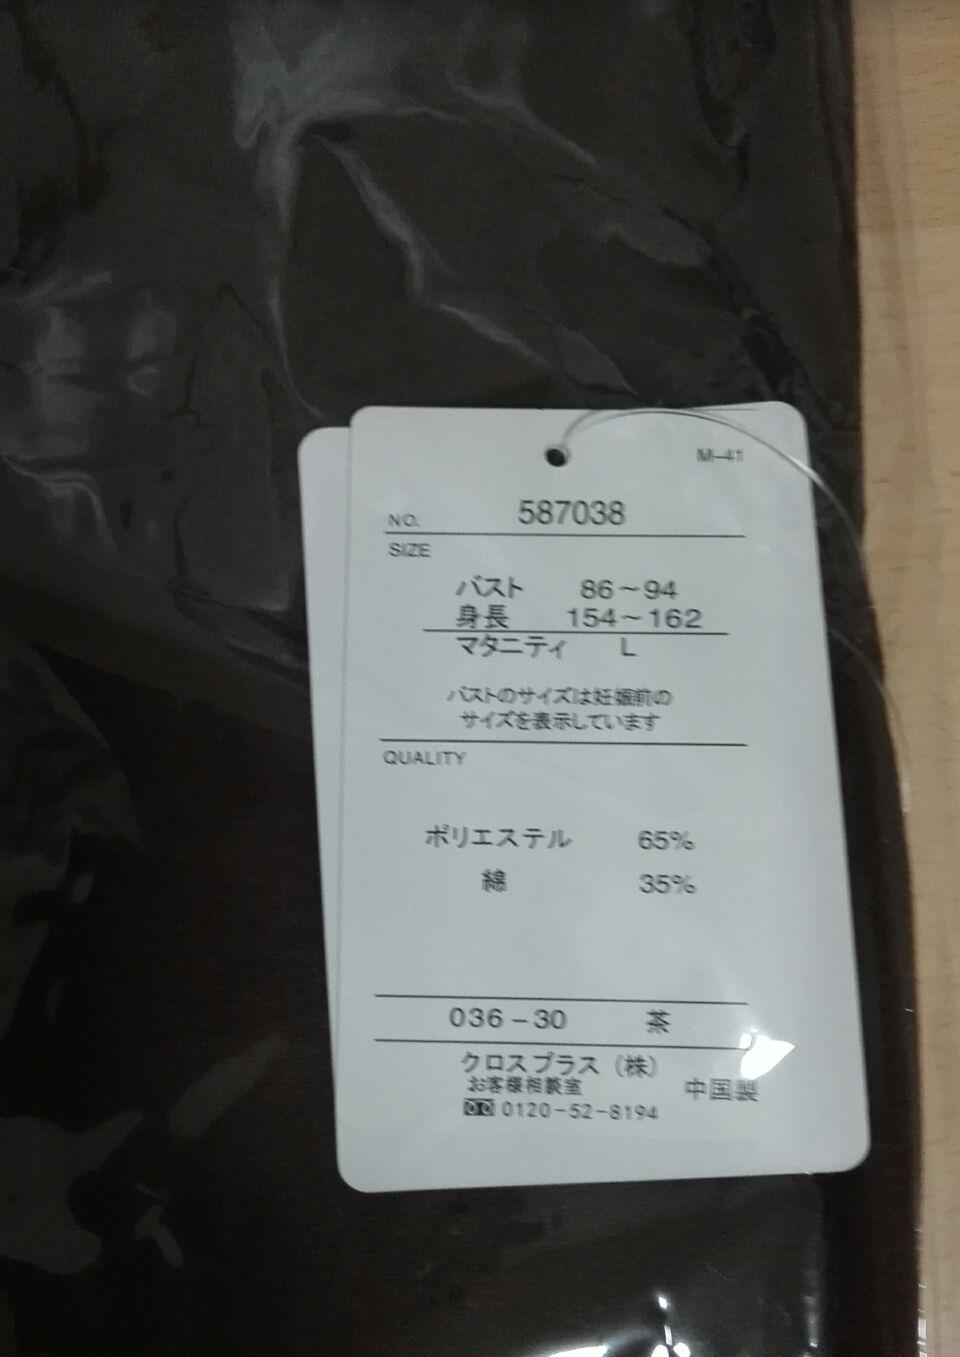 M-41
NO. 587038
SIZE
バスト 86~94
身長 154~162
マタニティ L
バストのサイズは妊娠前の
サイズを表示しています
QUALITY
ポリエステル 65%
綿 35%
036-30 茶
クロスプラス(株)
お客様相談室 中国製
0120-52-8194